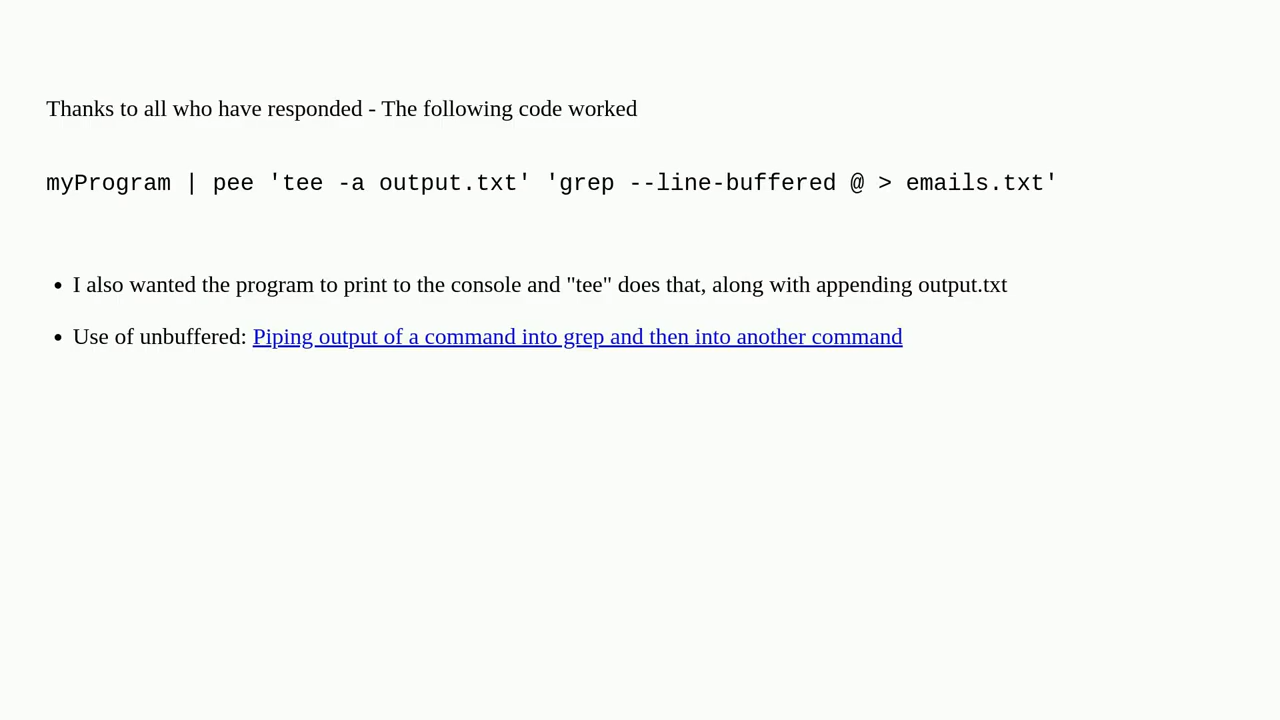 Thanks to all who have responded - The following code worked
myProgram | pee 'tee -a output.txt' 'grep --line-buffered @ > emails.txt'
• I also wanted the program to print to the console and "tee" does that, along with appending output.txt
• Use of unbuffered: Piping output of a command into grep and then into another command